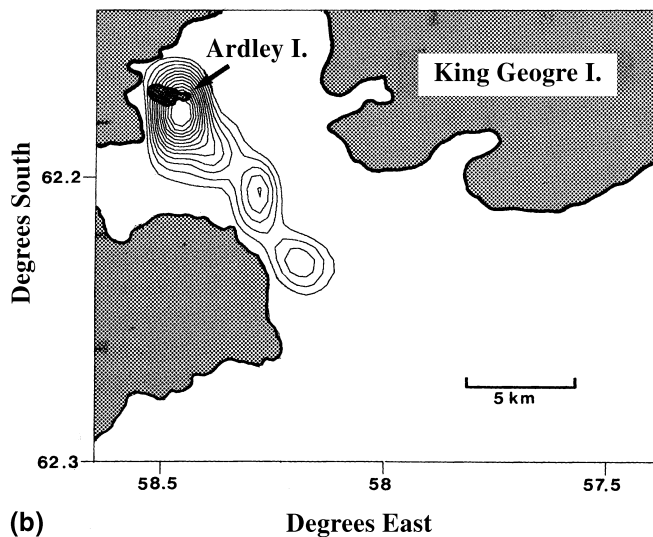 Ardley I.
King Geogre I.
Degrees South
62.2
5 km
62.3
58.5
58
57.5
(b)
Degrees East